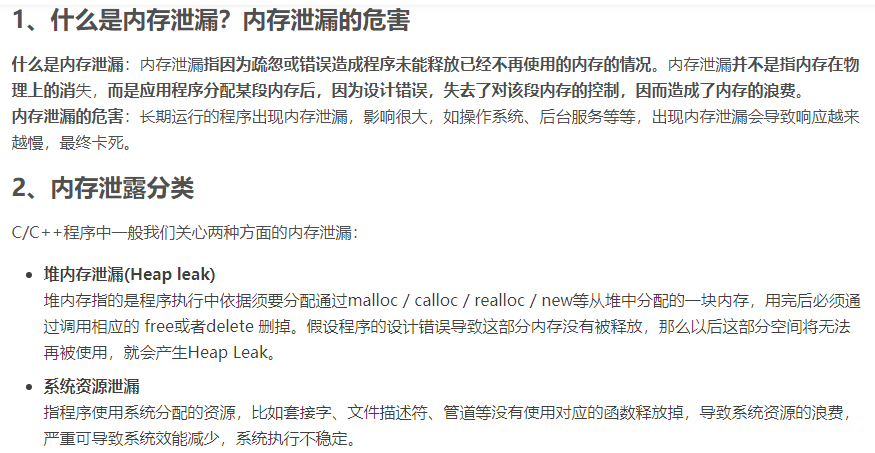 1、什么是内存泄漏？内存泄漏的危害
什么是内存泄漏：内存泄漏指因为疏忽或错误造成程序未能释放已经不再使用的内存的情况。内存泄漏并不是指内存在物
理上的消失，而是应用程序分配某段内存后，因为设计错误，失去了对该段内存的控制，因而造成了内存的浪费。
内存泄漏的危害：长期运行的程序出现内存泄漏，影响很大，如操作系统、后台服务等等，出现内存泄漏会导致响应越来
越慢，最终卡死。
2、内存泄露分类
C/C++程序中一般我们关心两种方面的内存泄漏：
• 堆内存泄漏(Heap leak)
堆内存指的是程序执行中依据须要分配通过malloc / calloc / realloc / new等从堆中分配的一块内存，用完后必须通
过调用相应的 free或者delete 删掉。假设程序的设计错误导致这部分内存没有被释放，那么以后这部分空间将无法
再被使用，就会产生Heap Leak。
• 系统资源泄漏
指程序使用系统分配的资源，比如套接字、文件描述符、管道等没有使用对应的函数释放掉，导致系统资源的浪费，
严重可导致系统效能减少，系统执行不稳定。